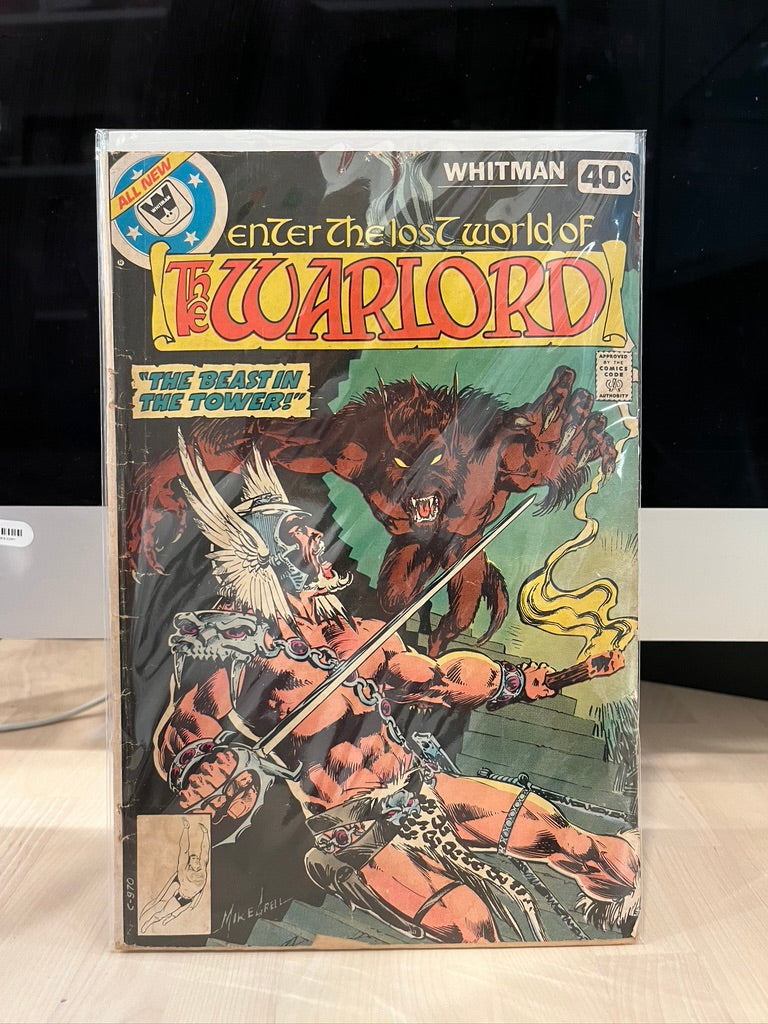 ALL NEW
W
WHITMAN
WHITMAN
40¢
enter the lost world of
The WARLORD
APPROVED
BY THE
COMICS
CODE
CA
AUTHORITY
"THE BEAST IN
THE TOWER!"
MIKE GRELL